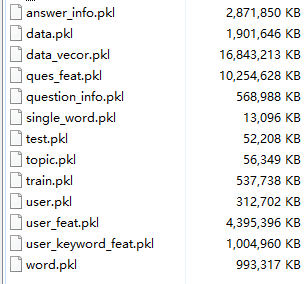 answer_info.pkl 2,871,850 KB
data.pkl 1,901,646 KB
data_vecor.pkl 16,843,213 KB
ques_feat.pkl 10,254,628 KB
question_info.pkl 568,988 KB
single_word.pkl 13,096 KB
test.pkl 52,208 KB
topic.pkl 56,349 KB
train.pkl 537,738 KB
user.pkl 312,702 KB
user_feat.pkl 4,395,396 KB
user_keyword_feat.pkl 1,004,960 KB
word.pkl 993,317 KB